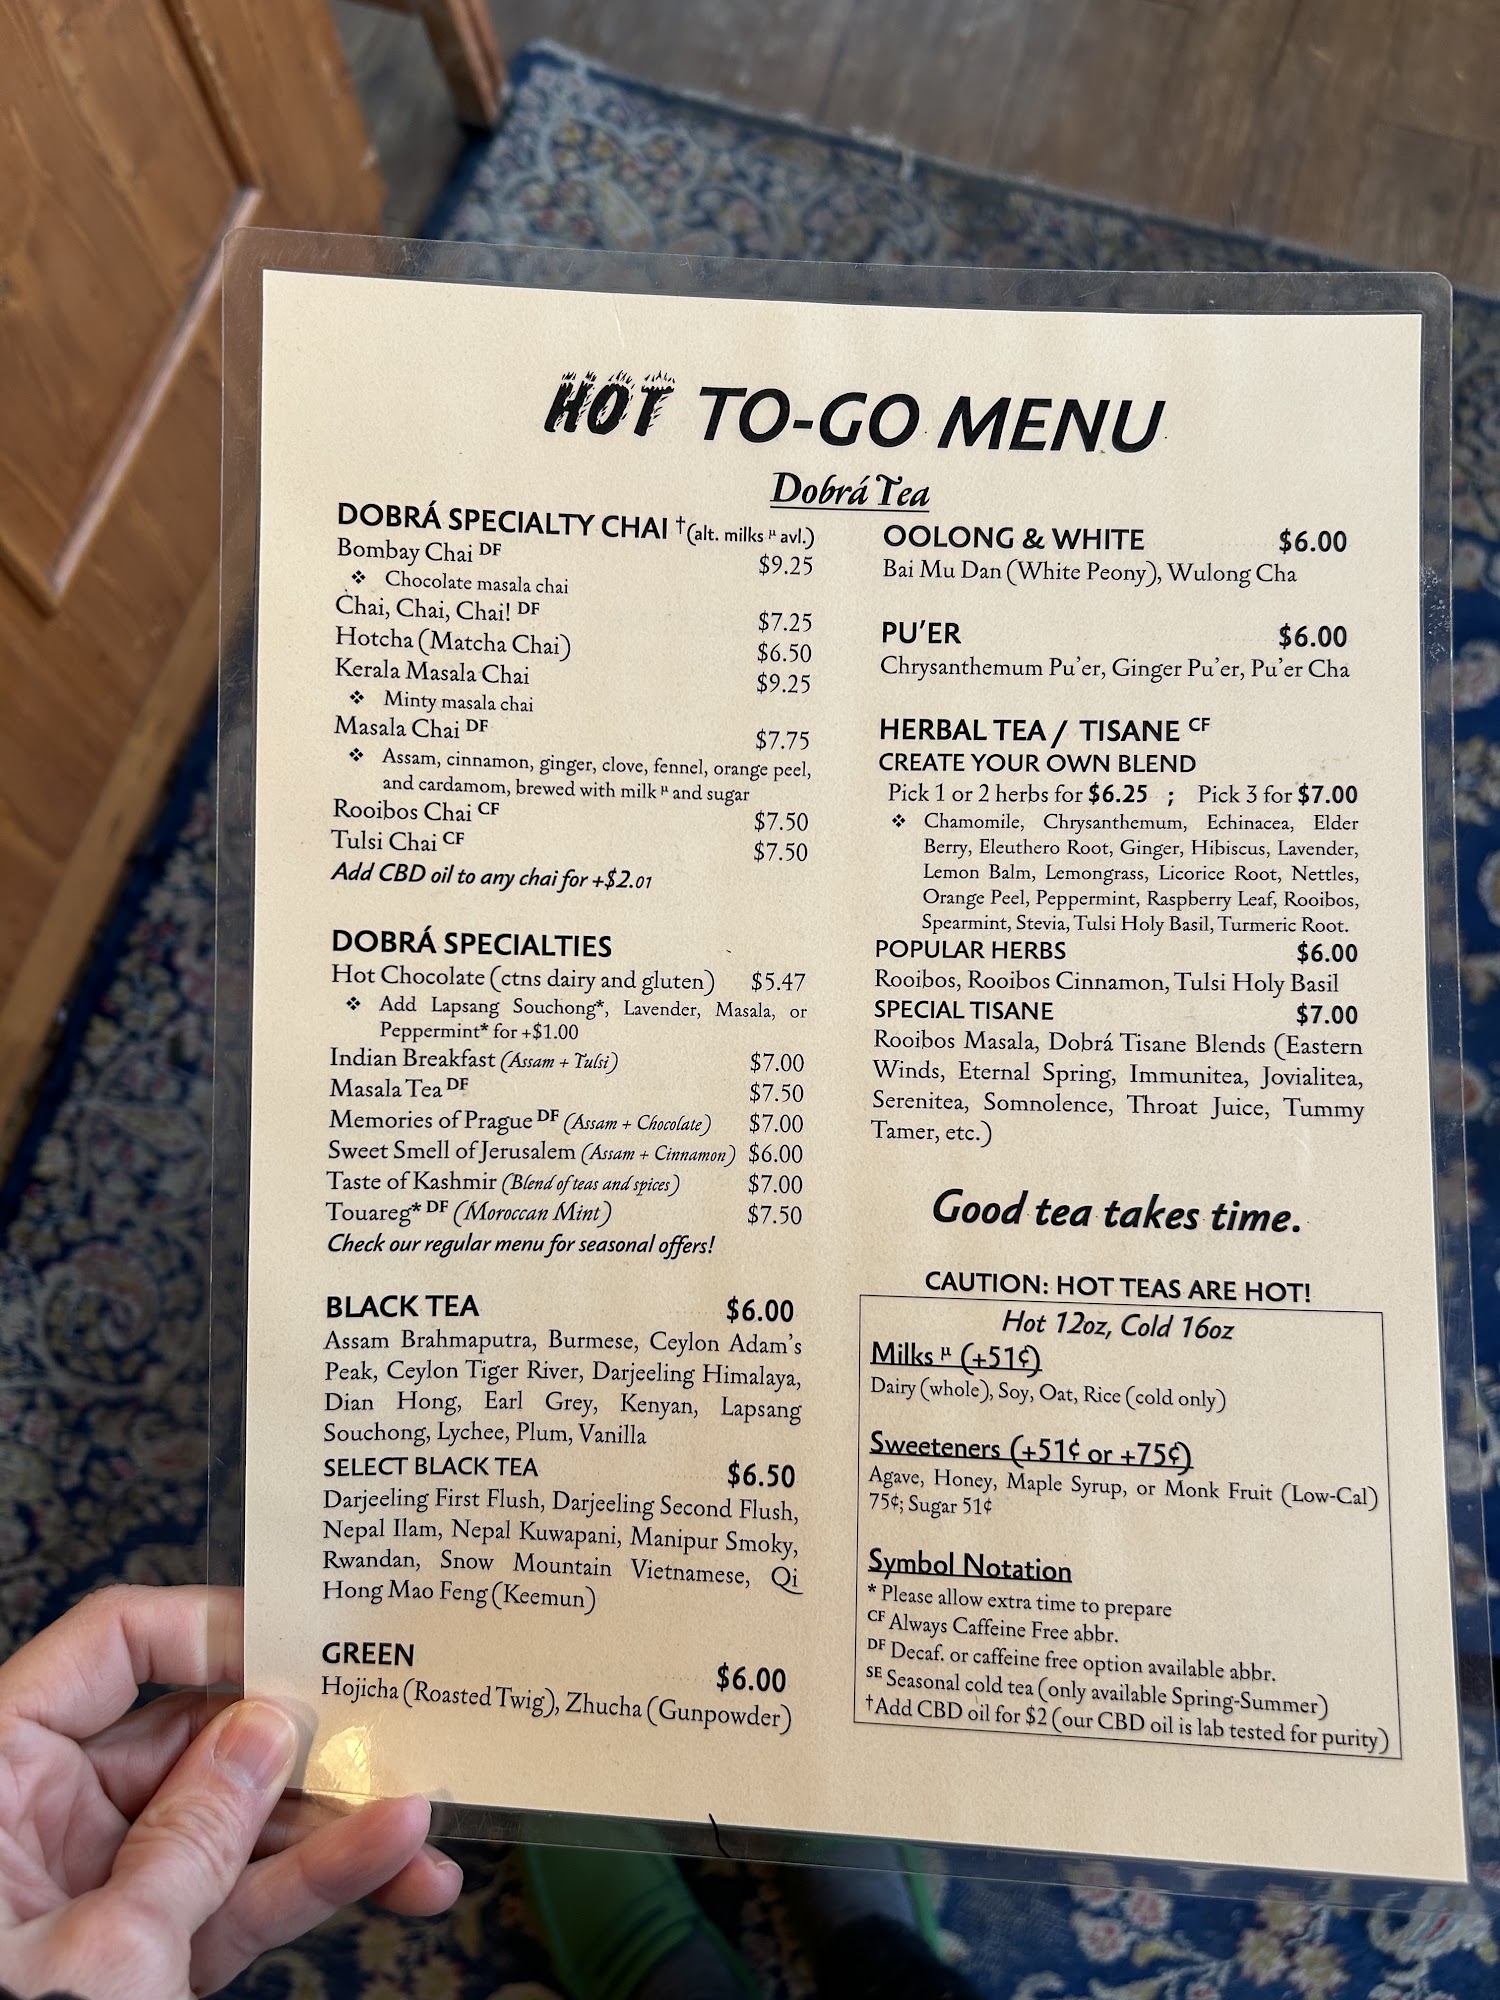 HOT TO-GO MENU
Dobrá Tea
DOBRÁ SPECIALTY CHAI †(alt. milks µ avl.)
Bombay Chai DF $9.25
❖ Chocolate masala chai
Chai, Chai, Chai! DF $7.25
Hotcha (Matcha Chai) $6.50
Kerala Masala Chai $9.25
❖ Minty masala chai
Masala Chai DF $7.75
❖ Assam, cinnamon, ginger, clove, fennel, orange peel,
and cardamom, brewed with milk µ and sugar
Rooibos Chai CF $7.50
Tulsi Chai CF $7.50
Add CBD oil to any chai for +$2.01
DOBRÁ SPECIALTIES
Hot Chocolate (ctns dairy and gluten) $5.47
❖ Add Lapsang Souchong*, Lavender, Masala, or
Peppermint* for +$1.00
Indian Breakfast (Assam + Tulsi) $7.00
Masala Tea DF $7.50
Memories of Prague DF (Assam + Chocolate) $7.00
Sweet Smell of Jerusalem (Assam + Cinnamon) $6.00
Taste of Kashmir (Blend of teas and spices) $7.00
Touareg* DF (Moroccan Mint) $7.50
Check our regular menu for seasonal offers!
BLACK TEA $6.00
Assam Brahmaputra, Burmese, Ceylon Adam's
Peak, Ceylon Tiger River, Darjeeling Himalaya,
Dian Hong, Earl Grey, Kenyan, Lapsang
Souchong, Lychee, Plum, Vanilla
SELECT BLACK TEA $6.50
Darjeeling First Flush, Darjeeling Second Flush,
Nepal Ilam, Nepal Kuwapani, Manipur Smoky,
Rwandan, Snow Mountain Vietnamese, Qi
Hong Mao Feng (Keemun)
GREEN $6.00
Hojicha (Roasted Twig), Zhucha (Gunpowder)
OOLONG & WHITE $6.00
Bai Mu Dan (White Peony), Wulong Cha
PU'ER $6.00
Chrysanthemum Pu'er, Ginger Pu'er, Pu'er Cha
HERBAL TEA / TISANE CF
CREATE YOUR OWN BLEND
Pick 1 or 2 herbs for $6.25 ; Pick 3 for $7.00
❖ Chamomile, Chrysanthemum, Echinacea, Elder
Berry, Eleuthero Root, Ginger, Hibiscus, Lavender,
Lemon Balm, Lemongrass, Licorice Root, Nettles,
Orange Peel, Peppermint, Raspberry Leaf, Rooibos,
Spearmint, Stevia, Tulsi Holy Basil, Turmeric Root.
POPULAR HERBS $6.00
Rooibos, Rooibos Cinnamon, Tulsi Holy Basil
SPECIAL TISANE $7.00
Rooibos Masala, Dobrá Tisane Blends (Eastern
Winds, Eternal Spring, Immunitea, Jovialitea,
Serenitea, Somnolence, Throat Juice, Tummy
Tamer, etc.)
Good tea takes time.
CAUTION: HOT TEAS ARE HOT!
Hot 12oz, Cold 16oz
Milks µ (+51¢)
Dairy (whole), Soy, Oat, Rice (cold only)
Sweeteners (+51¢ or +75¢)
Agave, Honey, Maple Syrup, or Monk Fruit (Low-Cal)
75¢; Sugar 51¢
Symbol Notation
* Please allow extra time to prepare
CF Always Caffeine Free abbr.
DF Decaf. or caffeine free option available abbr.
SE Seasonal cold tea (only available Spring-Summer)
†Add CBD oil for $2 (our CBD oil is lab tested for purity)